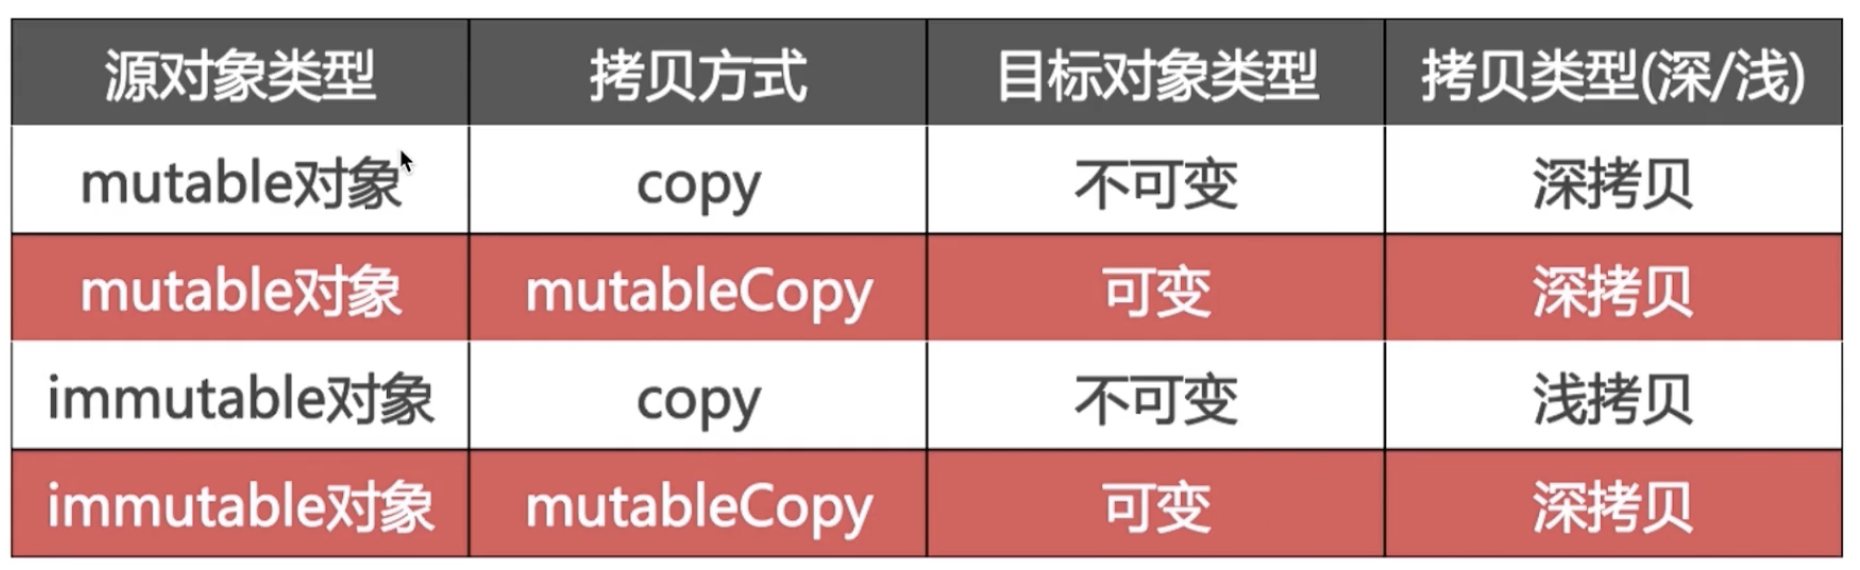 源对象类型 拷贝方式 目标对象类型 拷贝类型(深/浅)
mutable对象 copy 不可变 深拷贝
mutable对象 mutableCopy 可变 深拷贝
immutable对象 copy 不可变 浅拷贝
immutable对象 mutableCopy 可变 深拷贝